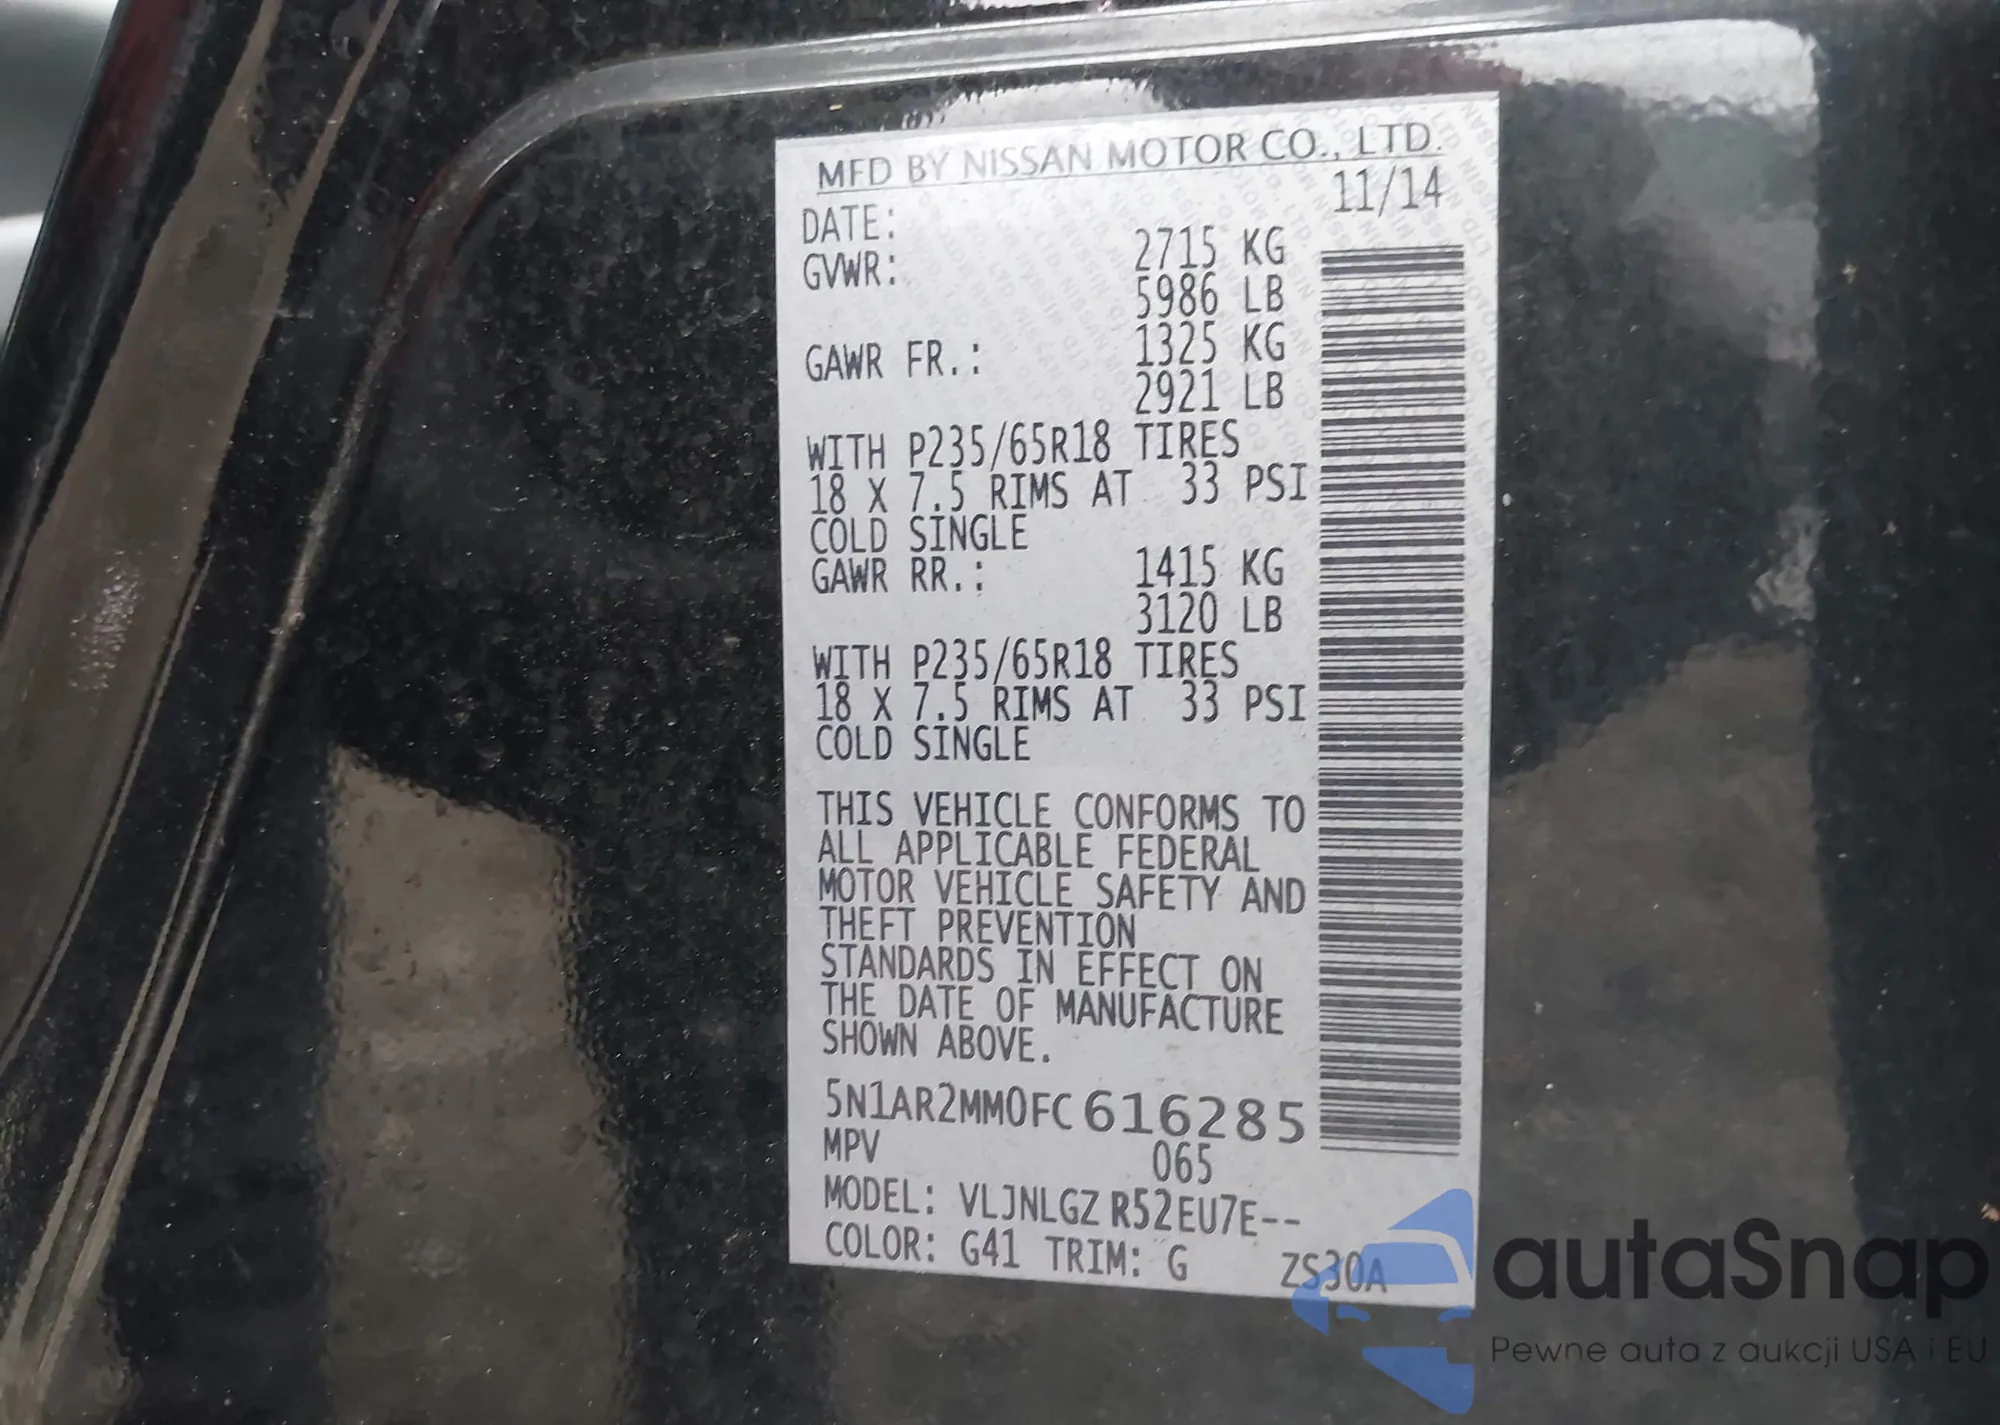 MFD BY NISSAN MOTOR CO., LTD.
DATE: 11/14
GVWR: 2715 KG
5986 LB
GAWR FR.: 1325 KG
2921 LB
WITH P235/65R18 TIRES
18 X 7.5 RIMS AT 33 PSI
COLD SINGLE
GAWR RR.: 1415 KG
3120 LB
WITH P235/65R18 TIRES
18 X 7.5 RIMS AT 33 PSI
COLD SINGLE
THIS VEHICLE CONFORMS TO
ALL APPLICABLE FEDERAL
MOTOR VEHICLE SAFETY AND
THEFT PREVENTION
STANDARDS IN EFFECT ON
THE DATE OF MANUFACTURE
SHOWN ABOVE.
5N1AR2MM0FC616285
MPV 065
MODEL: VLJNLGZ R52EU7E--
COLOR: G41 TRIM: G ZS30A
autaSnap
Pewne auta z aukcji USA i EU